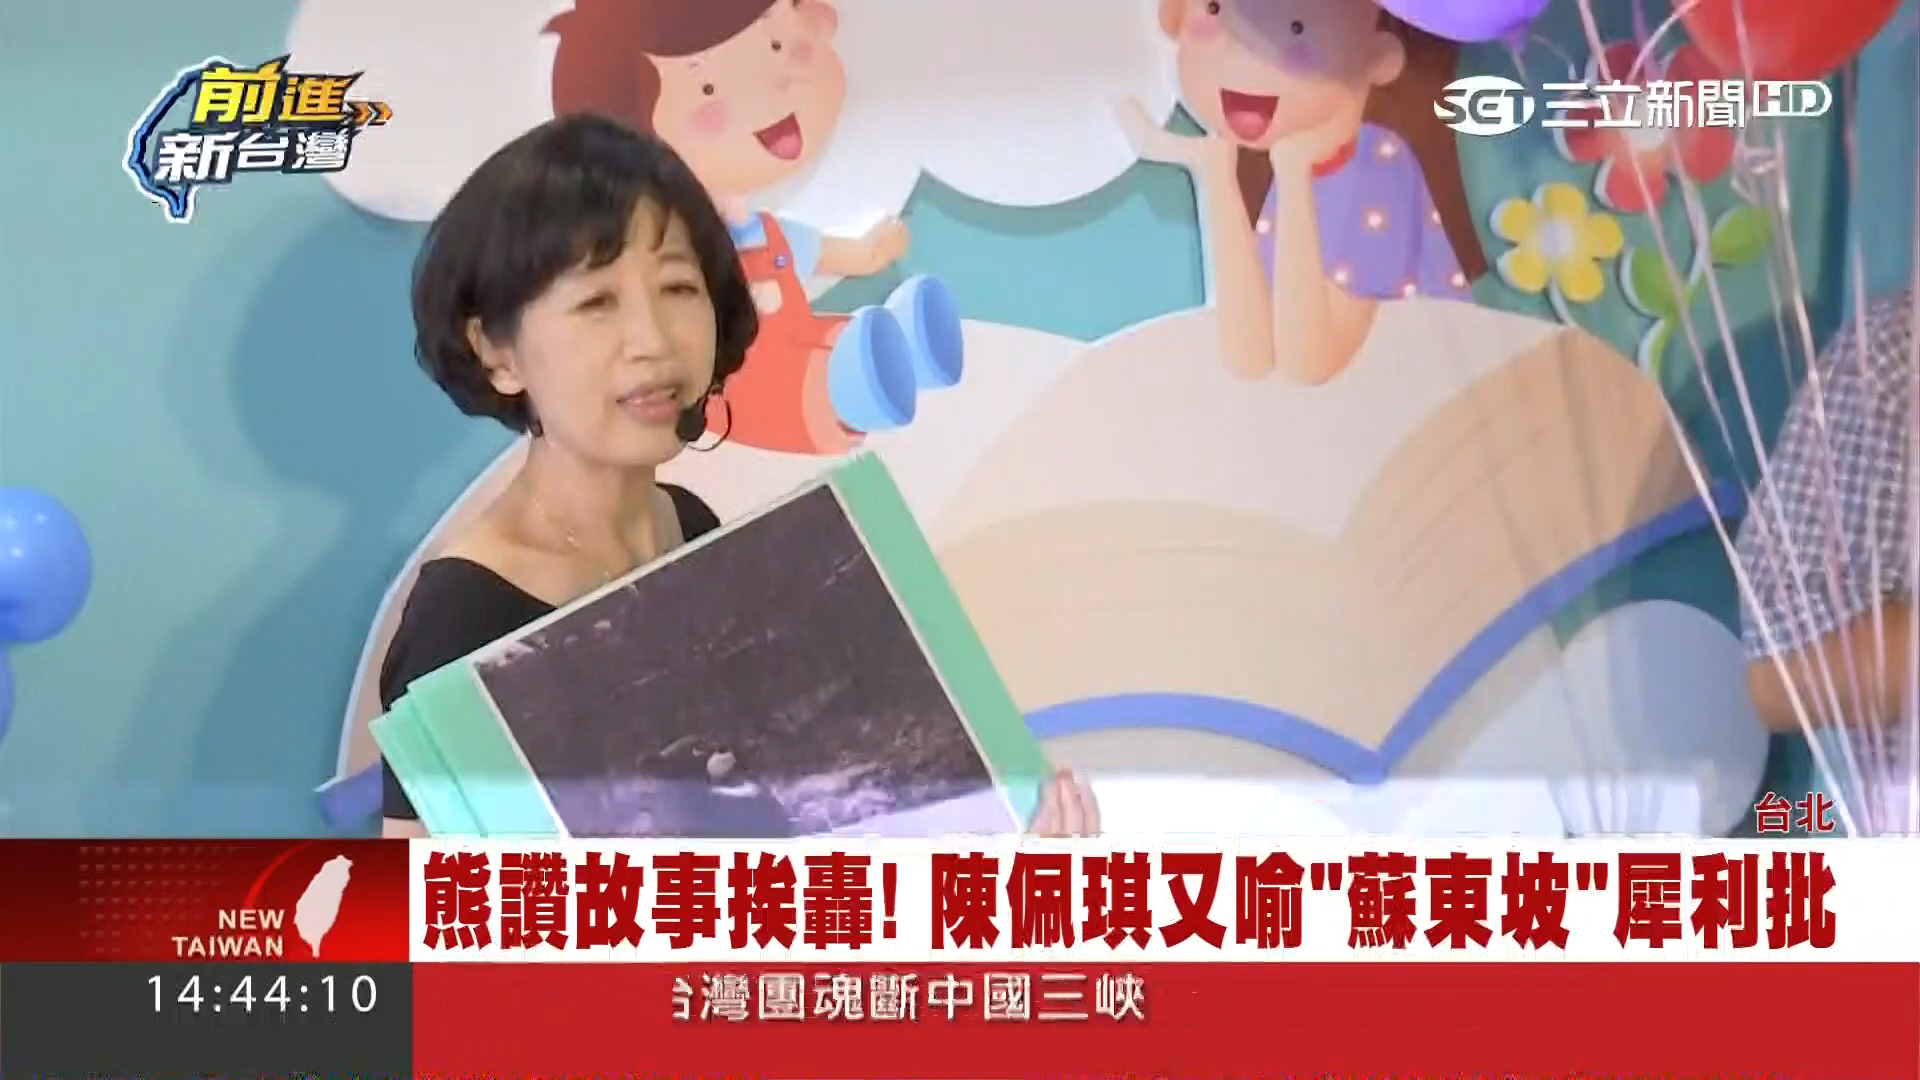 前進
新台灣
SET三立新聞HD
台北
熊讚故事挨轟! 陳佩琪又喻"蘇東坡"犀利批
NEW
TAIWAN
14:44:10
台灣團魂斷中國三峽